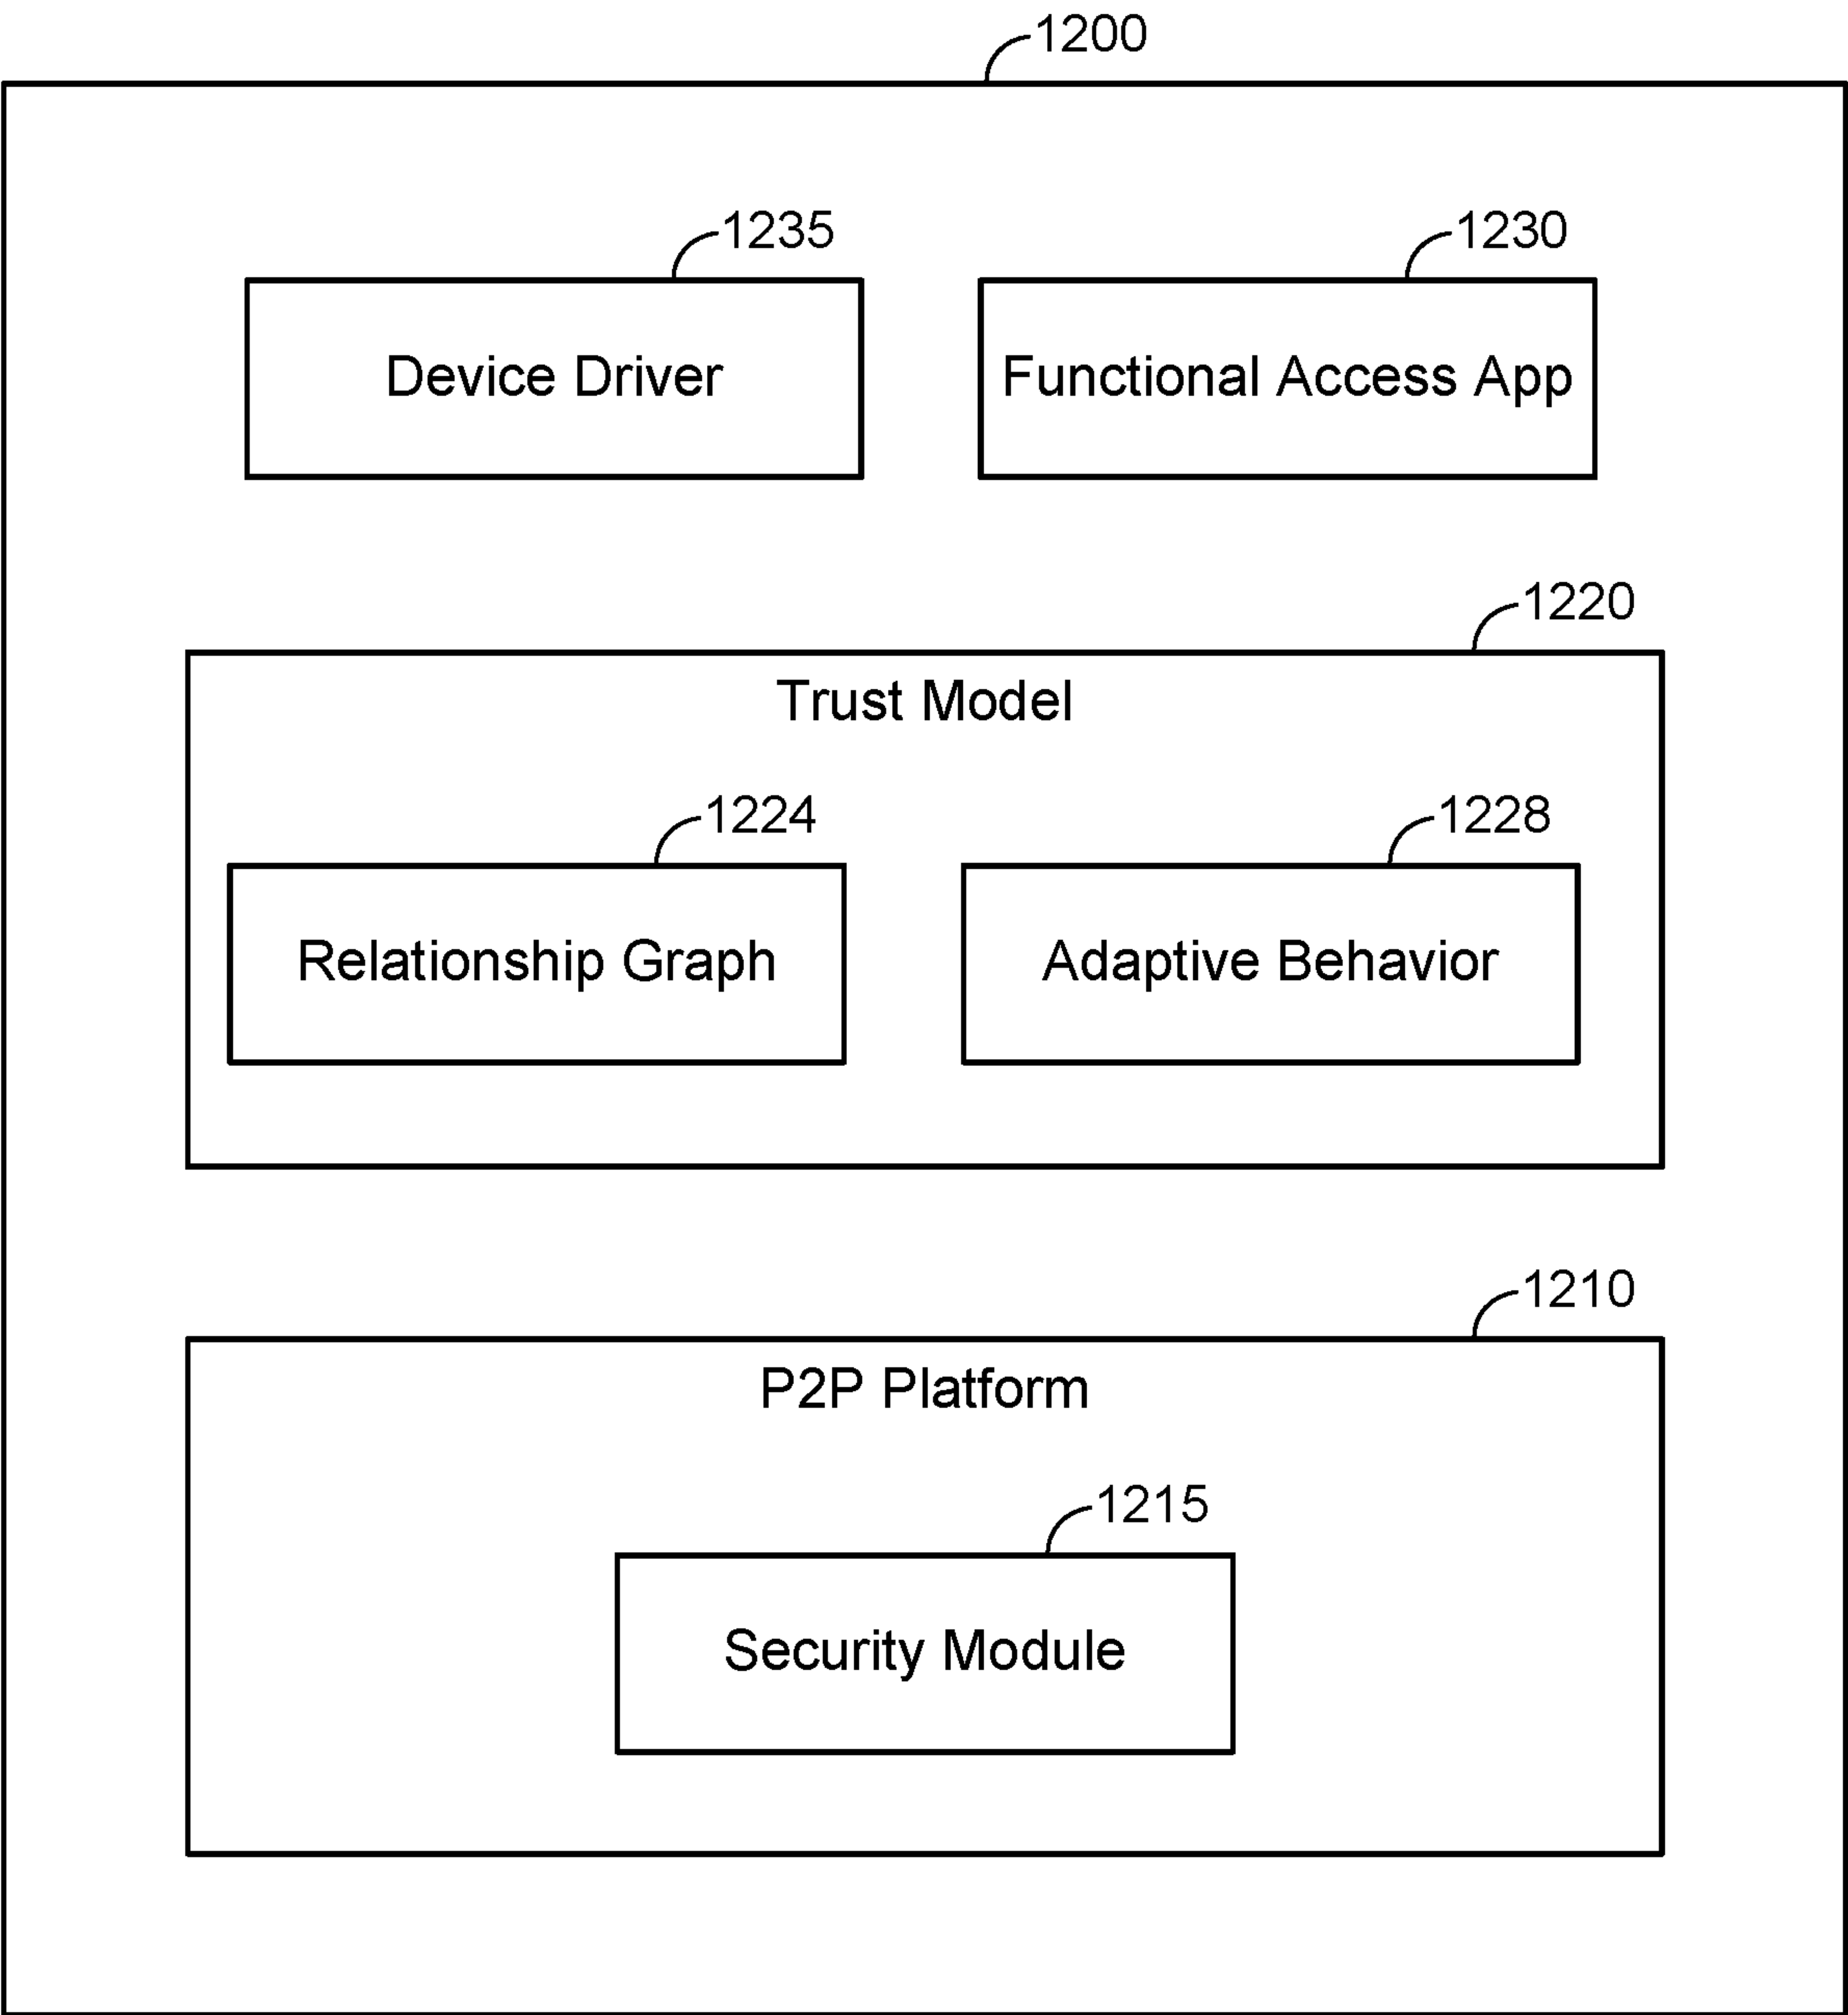 1200
1235
1230
Device Driver
Functional Access App
1220
Trust Model
1224
1228
Relationship Graph
Adaptive Behavior
1210
P2P Platform
1215
Security Module